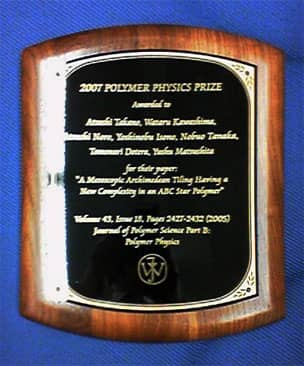 2007 POLYMER PHYSICS PRIZE
Awarded to
Atsushi Takano, Wataru Kawashima,
Atsushi Noro, Yoshinobu Isono, Nobuo Tanaka,
Tomonari Dotera, Yushu Matsushita
for their paper:
"A Mesoscopic Archimedean Tiling Having a
New Complexity in an ABC Star Polymer"
Volume 43, Issue 18, Pages 2427-2432 (2005)
Journal of Polymer Science Part B:
Polymer Physics